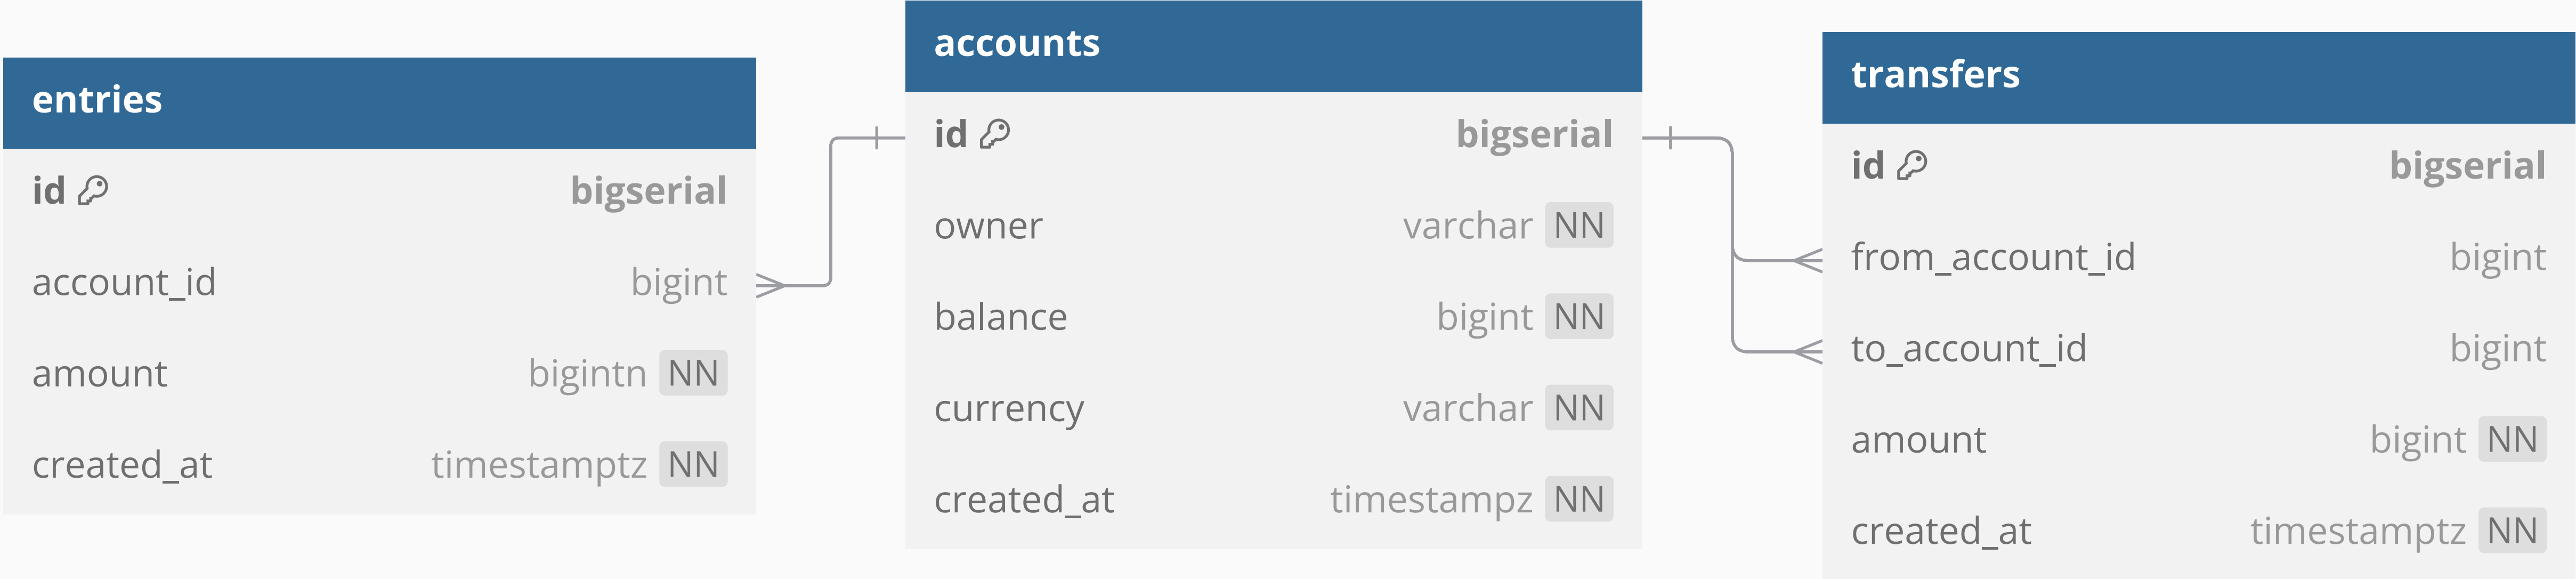 entries
id bigserial
account_id bigint
amount bigintn NN
created_at timestamptz NN
accounts
id bigserial
owner varchar NN
balance bigint NN
currency varchar NN
created_at timestampz NN
transfers
id bigserial
from_account_id bigint
to_account_id bigint
amount bigint NN
created_at timestamptz NN